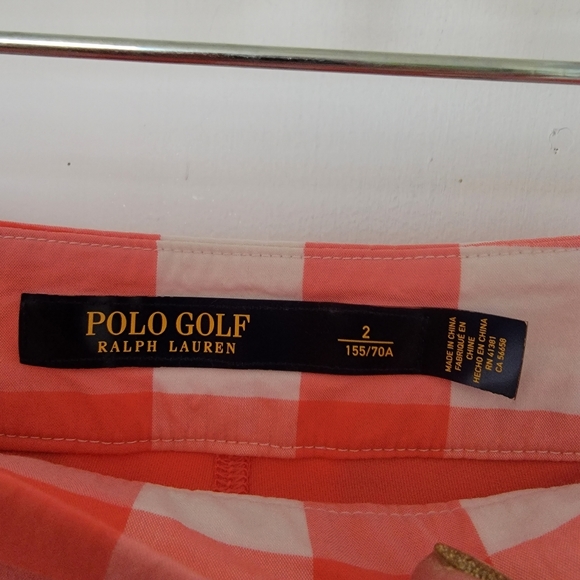 POLO GOLF
RALPH LAUREN
2
155/70A
MADE IN CHINA
FABRIQUÉ EN
CHINE
HECHO EN CHINA
RN 41381
CA 56658